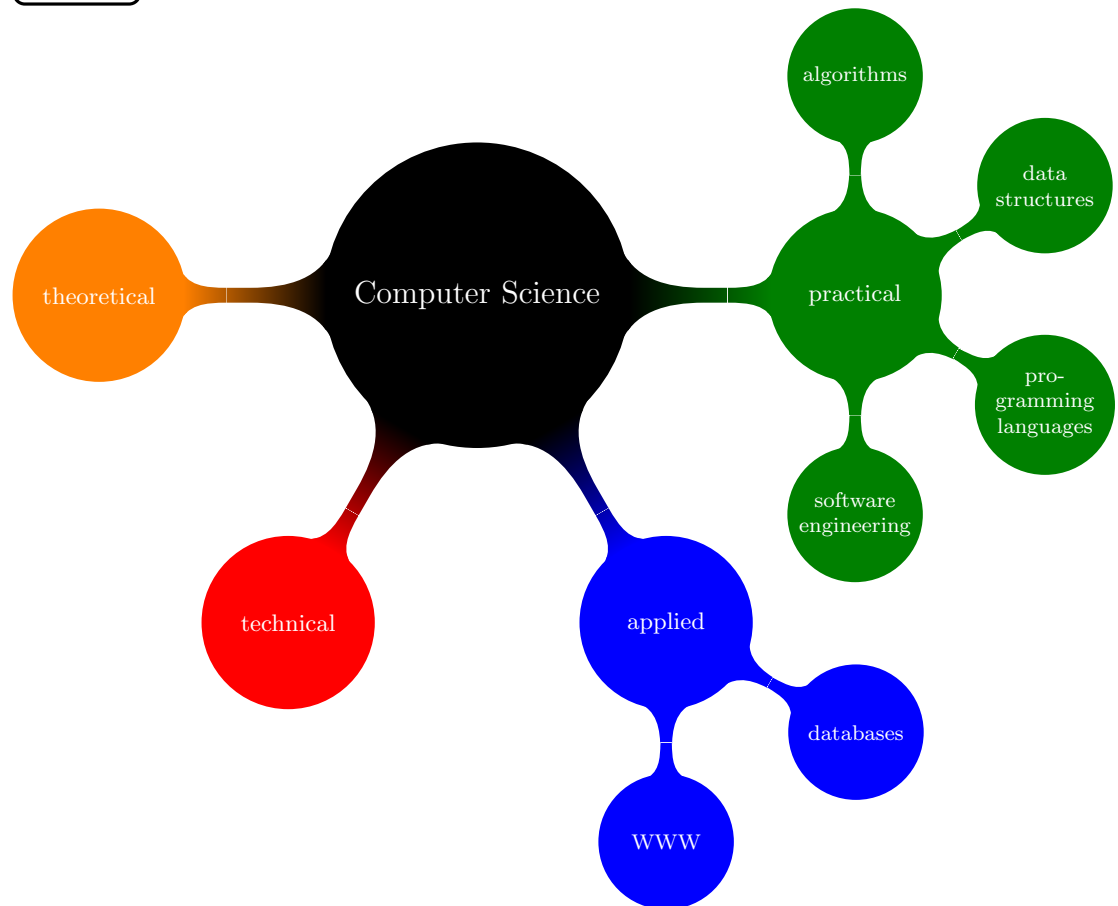 algorithms
data
structures
theoretical
Computer Science
practical
pro-
gramming
languages
software
engineering
technical
applied
databases
WWW